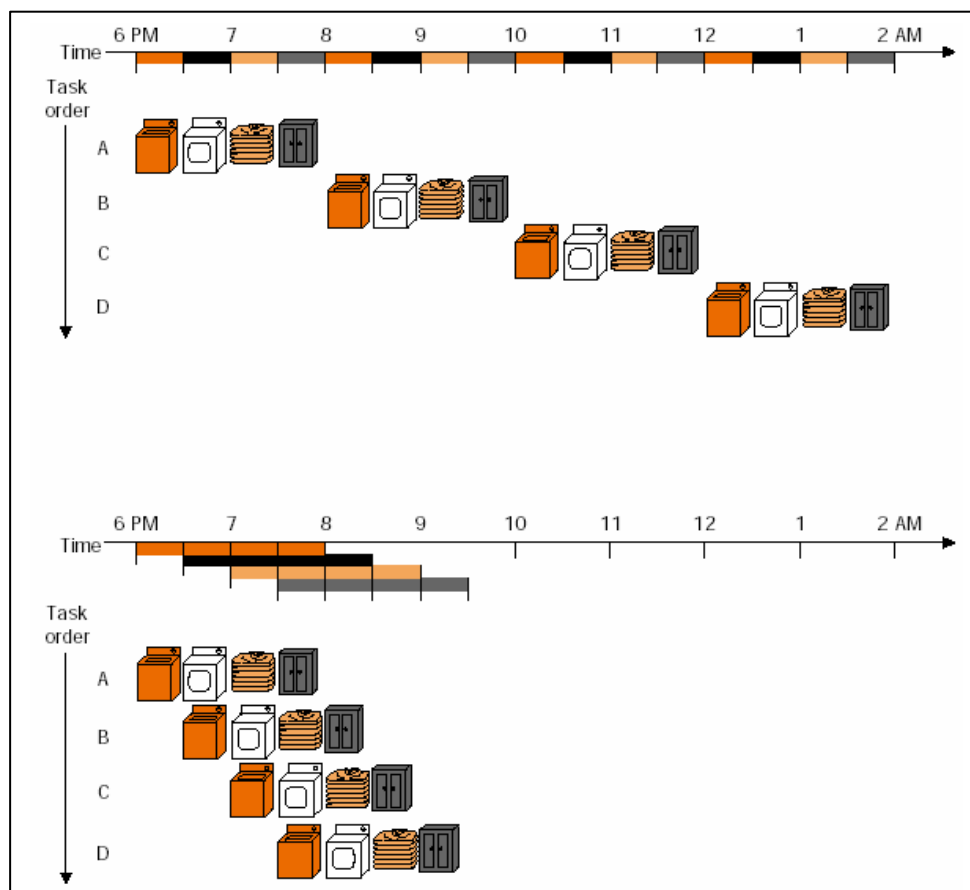 6 PM 7 8 9 10 11 12 1 2 AM
Time
Task
order
A
B
C
D
6 PM 7 8 9 10 11 12 1 2 AM
Time
Task
order
A
B
C
D